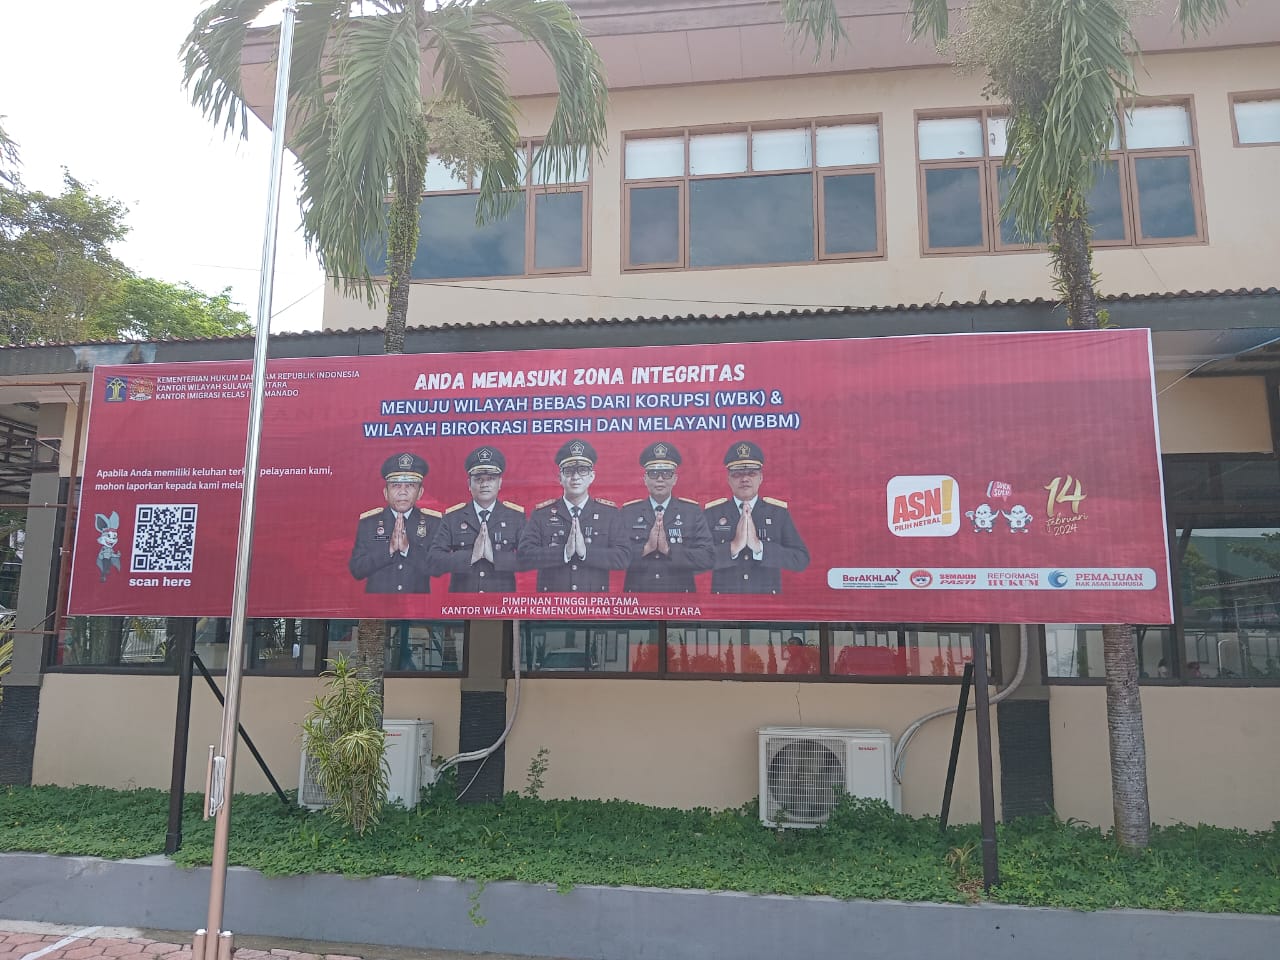 KEMENTERIAN HUKUM DAN HAM REPUBLIK INDONESIA
KANTOR WILAYAH SULAWESI UTARA
KANTOR IMIGRASI KELAS I MANADO
ANDA MEMASUKI ZONA INTEGRITAS
MENUJU WILAYAH BEBAS DARI KORUPSI (WBK) &
WILAYAH BIROKRASI BERSIH DAN MELAYANI (WBBM)
Apabila Anda memiliki keluhan pelayanan kami,
mohon laporkan kepada kami
scan here
PIMPINAN TINGGI PRATAMA
KANTOR WILAYAH KEMENKUMHAM SULAWESI UTARA
ASN!
PILIH NETRAL
14
Februari
2024
BerAKHLAK
SEMAKIN
PASTI
REFORMASI
HUKUM
PEMAJUAN
HAK ASASI MANUSIA
SHARP